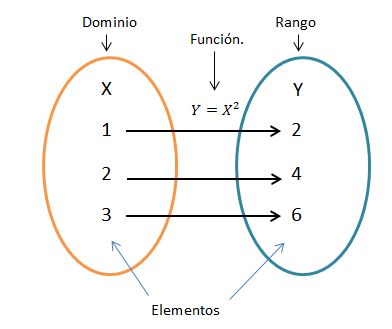 Dominio
Rango
Función.
X
Y
Y = X²
1
2
2
4
3
6
Elementos